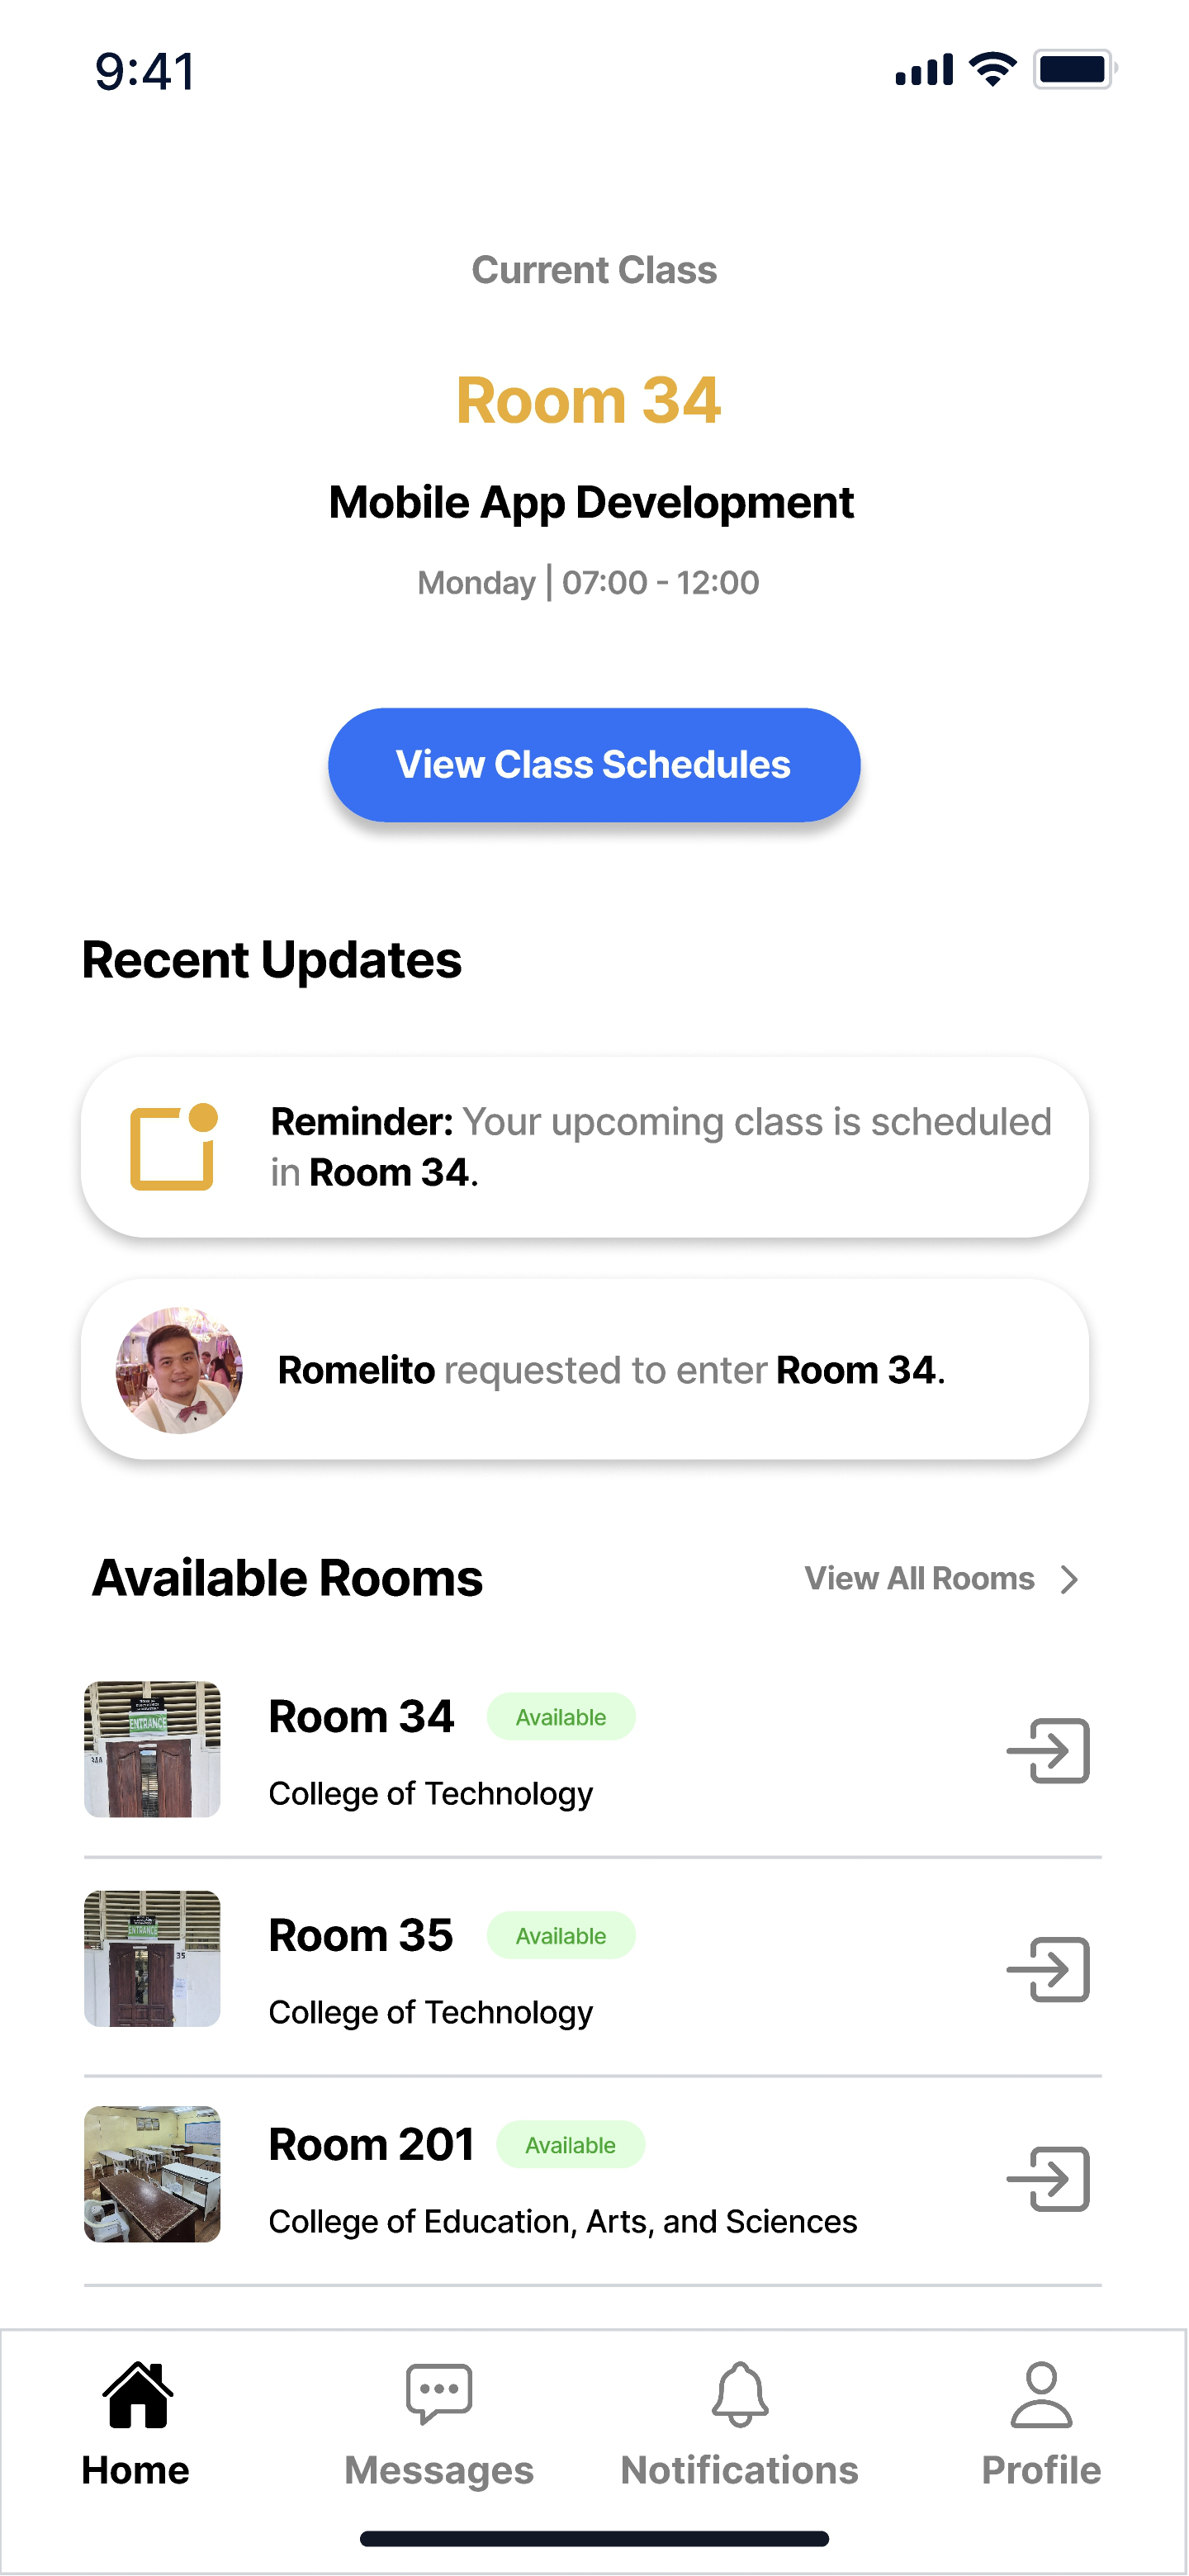 9:41
Current Class
Room 34
Mobile App Development
Monday | 07:00 - 12:00
View Class Schedules
Recent Updates
Reminder: Your upcoming class is scheduled
in Room 34.
Romelito requested to enter Room 34.
Available Rooms
View All Rooms
ENTRANCE
Room 34
Available
College of Technology
ENTRANCE
35
Room 35
Available
College of Technology
Room 201
Available
College of Education, Arts, and Sciences
Home
Messages
Notifications
Profile